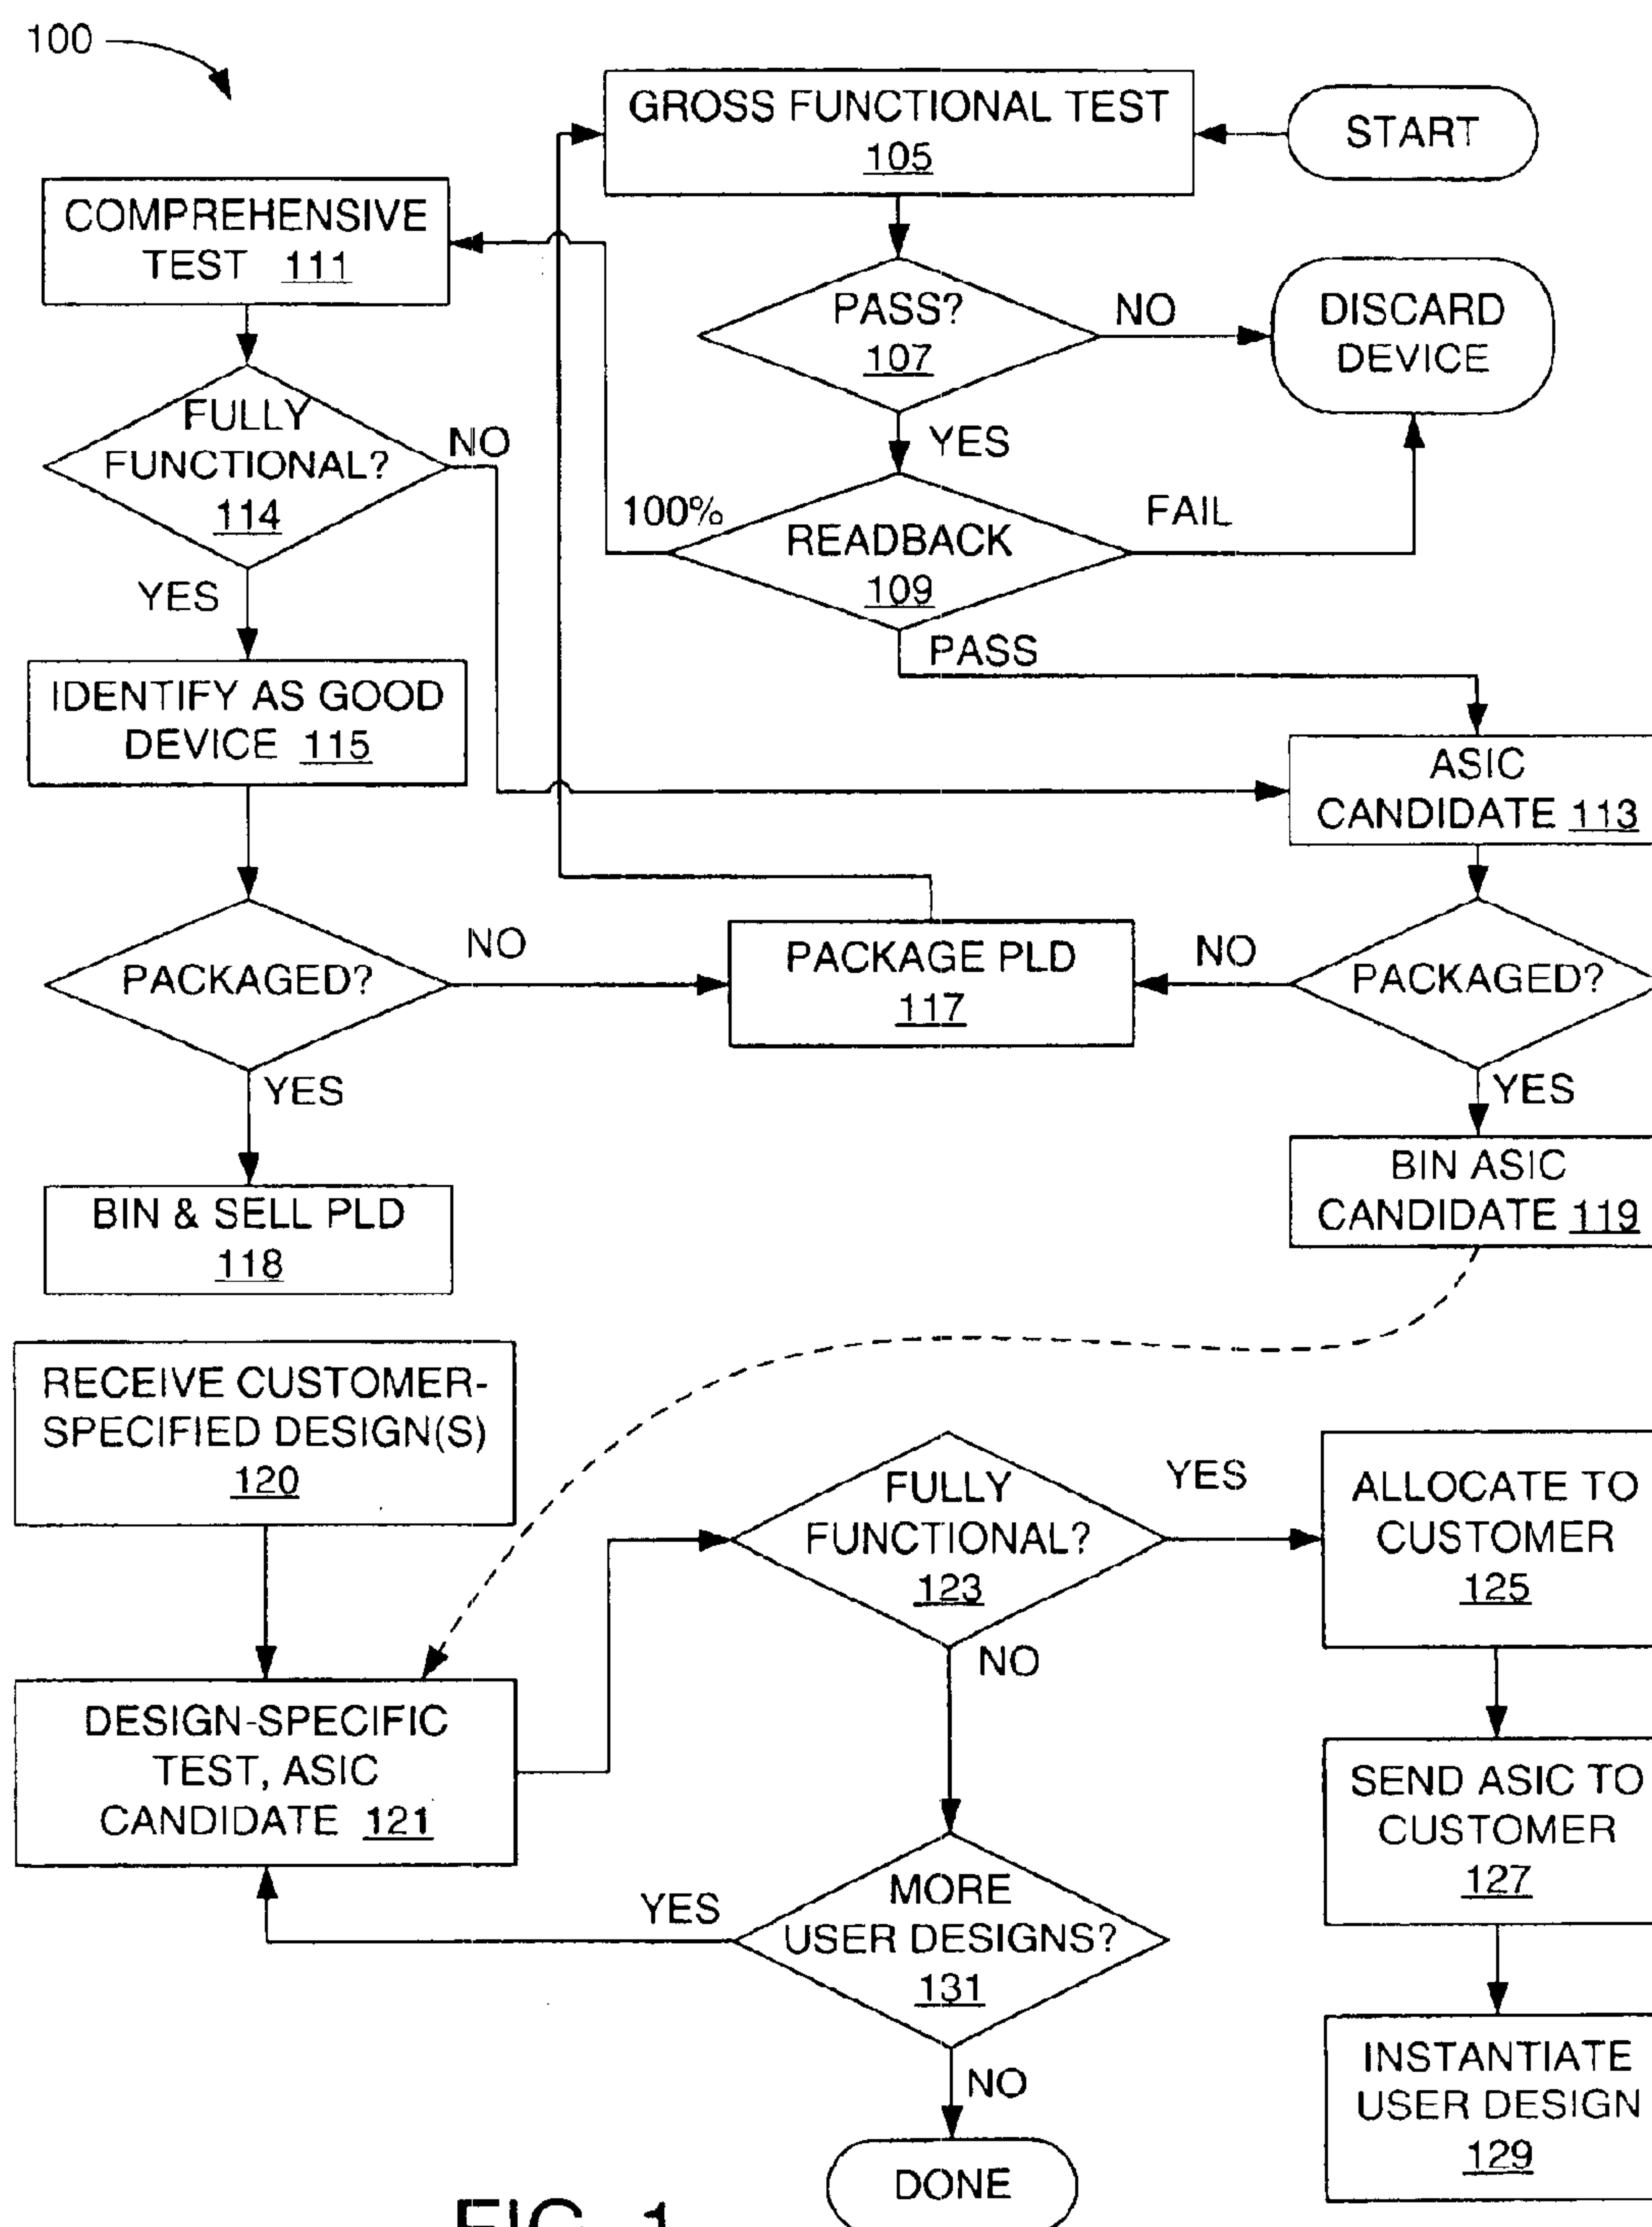 100
GROSS FUNCTIONAL TEST
105
START
COMPREHENSIVE
TEST 111
PASS?
107
NO
DISCARD
DEVICE
FULLY
FUNCTIONAL?
114
NO
YES
100%
READBACK
109
FAIL
YES
PASS
IDENTIFY AS GOOD
DEVICE 115
ASIC
CANDIDATE 113
PACKAGED?
NO
PACKAGE PLD
117
NO
PACKAGED?
YES
YES
BIN & SELL PLD
118
BIN ASIC
CANDIDATE 119
RECEIVE CUSTOMER-
SPECIFIED DESIGN(S)
120
FULLY
FUNCTIONAL?
123
YES
ALLOCATE TO
CUSTOMER
125
NO
DESIGN-SPECIFIC
TEST, ASIC
CANDIDATE 121
SEND ASIC TO
CUSTOMER
127
YES
MORE
USER DESIGNS?
131
NO
INSTANTIATE
USER DESIGN
129
DONE
FIG. 1